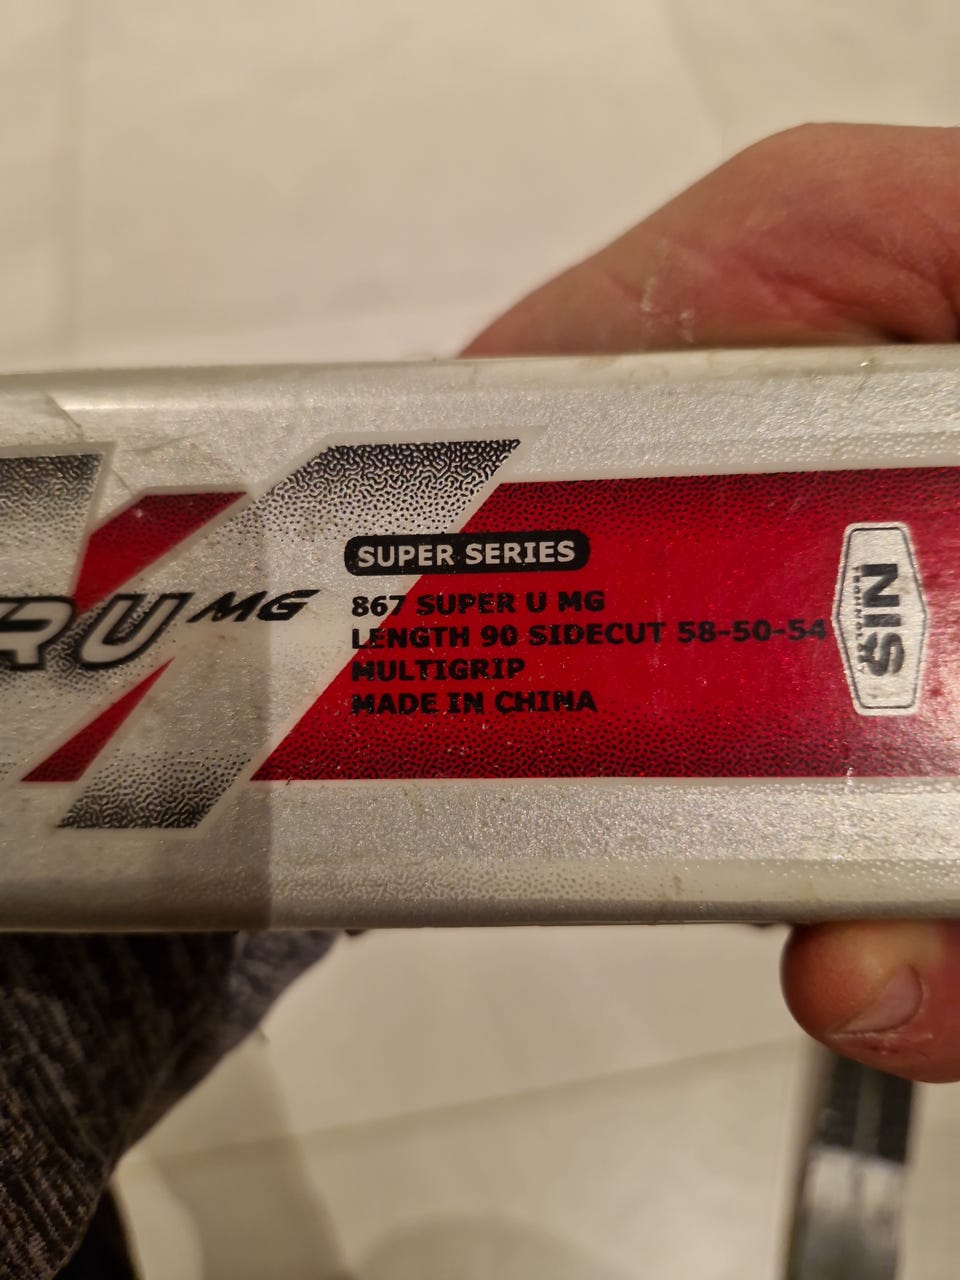 RU MG
SUPER SERIES
867 SUPER U MG
LENGTH 90 SIDECUT 58-50-54
MULTIGRIP
MADE IN CHINA
NIS